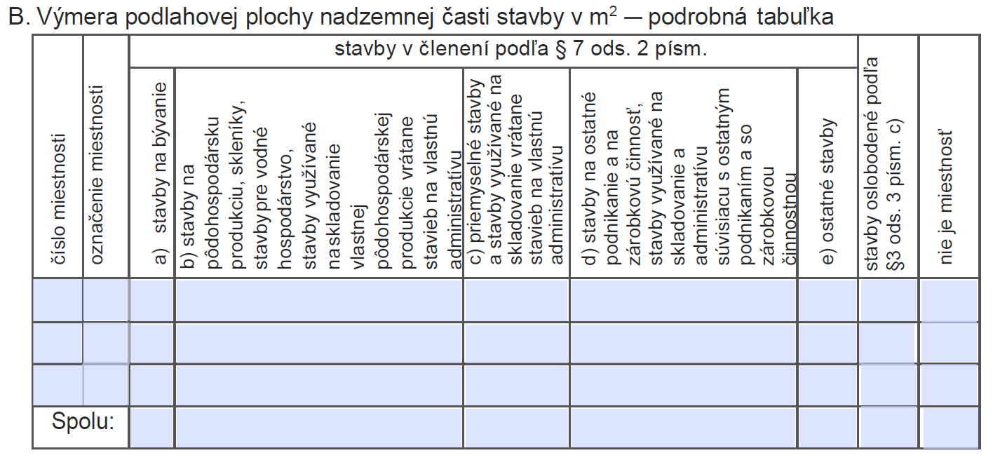 B. Výmera podlahovej plochy nadzemnej časti stavby v m² — podrobná tabuľka
číslo miestnosti
označenie miestnosti
stavby v členení podľa § 7 ods. 2 písm.
a) stavby na bývanie
b) stavby na
pôdohospodársku
produkciu, skleníky,
stavby pre vodné
hospodárstvo,
stavby využívané
na skladovanie
vlastnej
pôdohospodárskej
produkcie vrátane
stavieb na vlastnú
administratívu
c) priemyselné stavby
a stavby využívané na
skladovanie vrátane
stavieb na vlastnú
administratívu
d) stavby na ostatné
podnikanie a na
zárobkovú činnosť,
stavby využívané na
skladovanie a
administratívu
súvisiacu s ostatným
podnikaním a so
zárobkovou
činnostnou
e) ostatné stavby
stavby oslobodené podľa
§3 ods. 3 písm. c)
nie je miestnosť
Spolu: